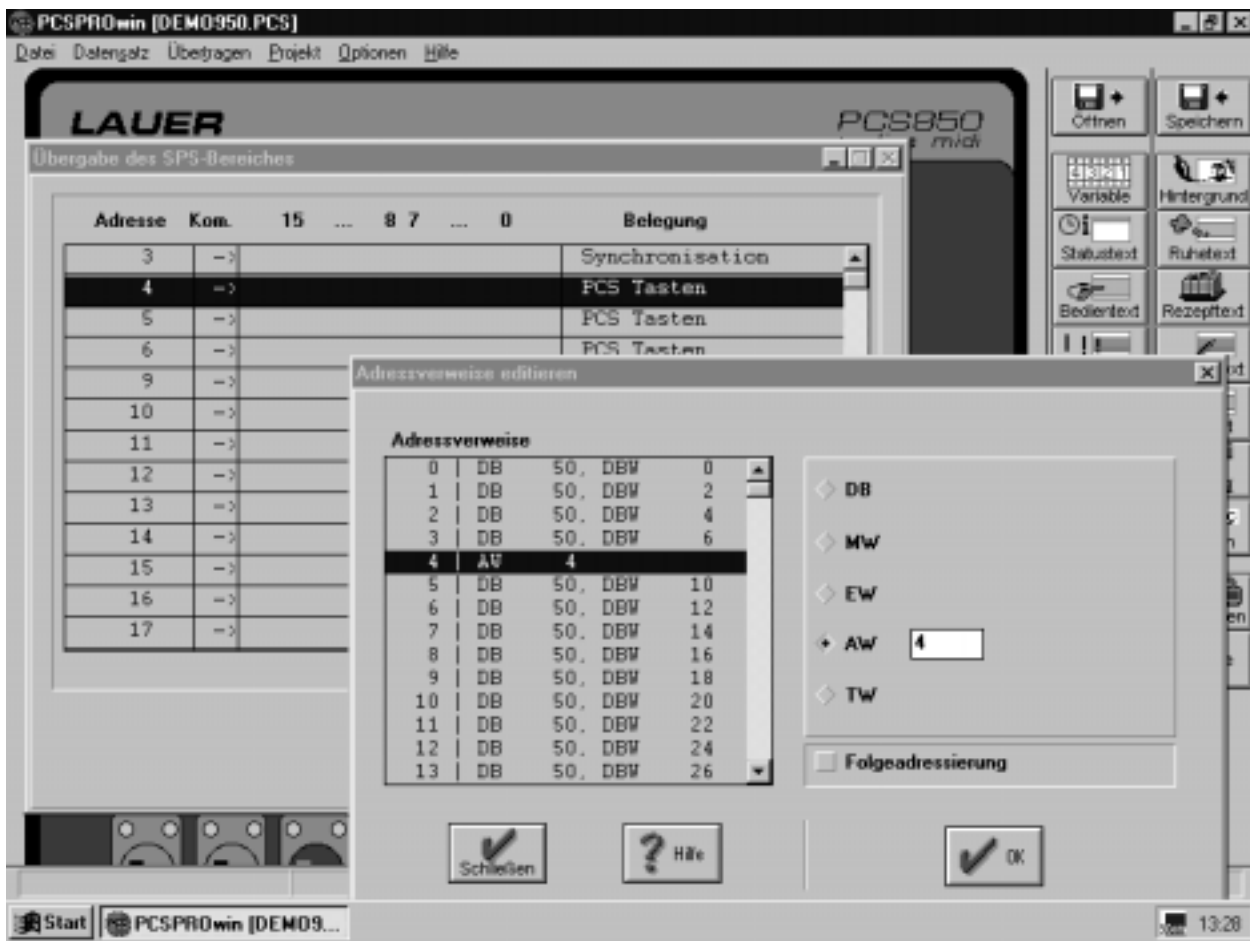 PCSPROwin [DEMO950.PCS]
Datei Datensatz Übertragen Projekt Optionen Hilfe
LAUER
PCS850
midi
Öffnen
Speichern
Variable
Hintergrund
Statustext
Ruhetext
Bedientext
Rezepttext
Übergabe des SPS-Bereiches
Adresse Kom. 15 ... 8 7 ... 0 Belegung
3 -> Synchronisation
4 -> PCS Tasten
5 -> PCS Tasten
6 -> PCS Tasten
9 ->
10 ->
11 ->
12 ->
13 ->
14 ->
15 ->
16 ->
17 ->
Adressverweise editieren
Adressverweise
0 | DB 50, DBW 0
1 | DB 50, DBW 2
2 | DB 50, DBW 4
3 | DB 50, DBW 6
4 | AW 4
5 | DB 50, DBW 10
6 | DB 50, DBW 12
7 | DB 50, DBW 14
8 | DB 50, DBW 16
9 | DB 50, DBW 18
10 | DB 50, DBW 20
11 | DB 50, DBW 22
12 | DB 50, DBW 24
13 | DB 50, DBW 26
DB
MW
EW
AW 4
TW
Folgeadressierung
Schließen
? Hilfe
OK
Start
PCSPROwin [DEMO9...
13:28